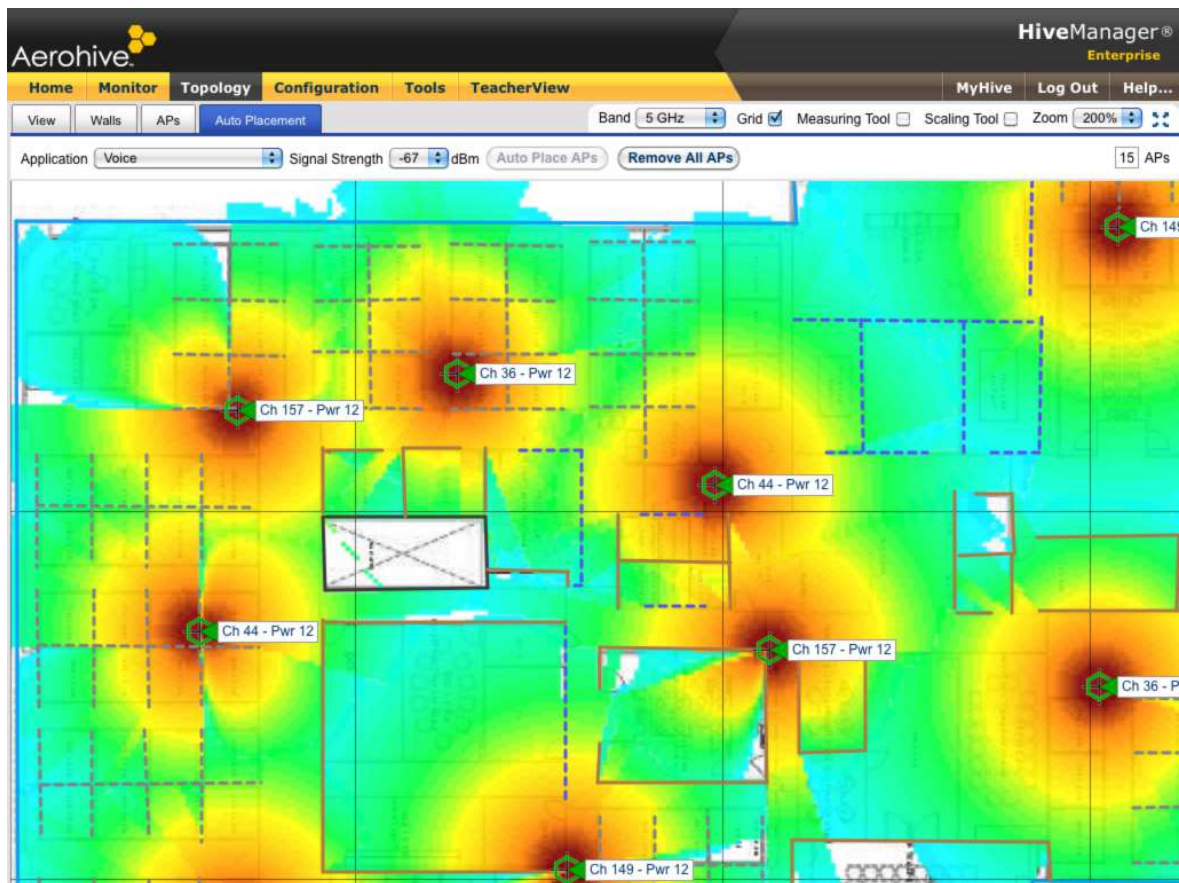 HiveManager®
Aerohive
Enterprise
Home Monitor Topology Configuration Tools TeacherView MyHive Log Out Help...
View Walls APs Auto Placement Band 5 GHz Grid Measuring Tool Scaling Tool Zoom 200%
Application Voice Signal Strength -67 dBm Auto Place APs Remove All APs 15 APs
Ch 149
Ch 36 - Pwr 12
Ch 157 - Pwr 12
Ch 44 - Pwr 12
Ch 44 - Pwr 12
Ch 157 - Pwr 12
Ch 36 - P
Ch 149 - Pwr 12